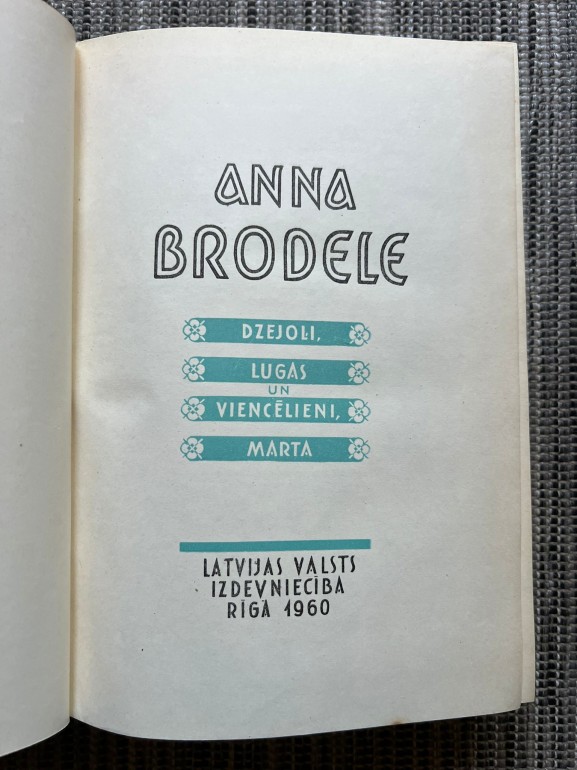 ANNA
BRODELE
DZEJOĻI,
LUGAS
UN
VIENCĒLIENI,
MARTA
LATVIJAS VALSTS
IZDEVNIECĪBA
RĪGĀ 1960